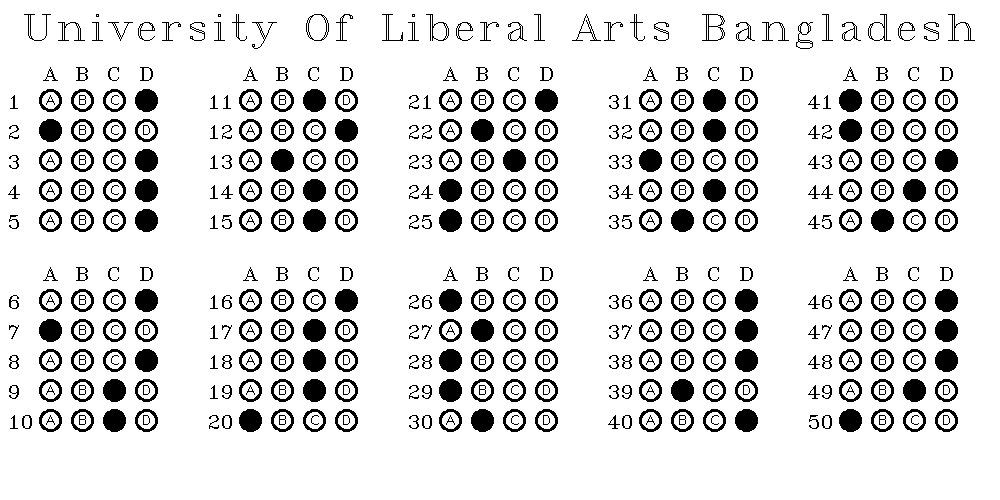 University Of Liberal Arts Bangladesh
A B C D A B C D A B C D A B C D A B C D
1 A B C 11 A B D 21 A B C 31 A B D 41 B C D
2 B C D 12 A B C 22 A C D 32 A B D 42 B C D
3 A B C 13 A C D 23 A B D 33 B C D 43 A B C
4 A B C 14 A B D 24 B C D 34 A B D 44 A B D
5 A B C 15 A B D 25 B C D 35 A C D 45 A C D
A B C D A B C D A B C D A B C D A B C D
6 A B C 16 A B C 26 B C D 36 A B C 46 A B C
7 B C D 17 A B D 27 A C D 37 A B C 47 A B C
8 A B C 18 A B D 28 B C D 38 A B C 48 A B C
9 A B D 19 A B D 29 B C D 39 A C D 49 A B D
10 A B D 20 B C D 30 A C D 40 A B C 50 B C D